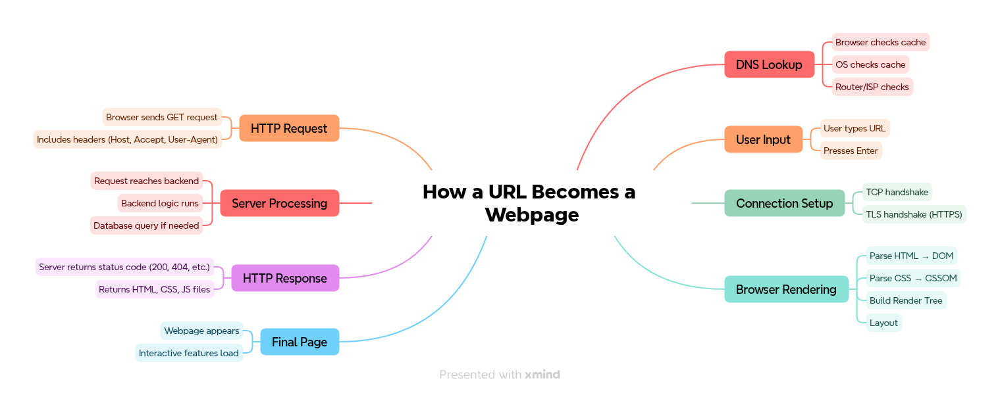 How a URL Becomes a
Webpage
DNS Lookup
Browser checks cache
OS checks cache
Router/ISP checks
User Input
User types URL
Presses Enter
Connection Setup
TCP handshake
TLS handshake (HTTPS)
Browser Rendering
Parse HTML → DOM
Parse CSS → CSSOM
Build Render Tree
Layout
HTTP Request
Browser sends GET request
Includes headers (Host, Accept, User-Agent)
Server Processing
Request reaches backend
Backend logic runs
Database query if needed
HTTP Response
Server returns status code (200, 404, etc.)
Returns HTML, CSS, JS files
Final Page
Webpage appears
Interactive features load
Presented with xmind